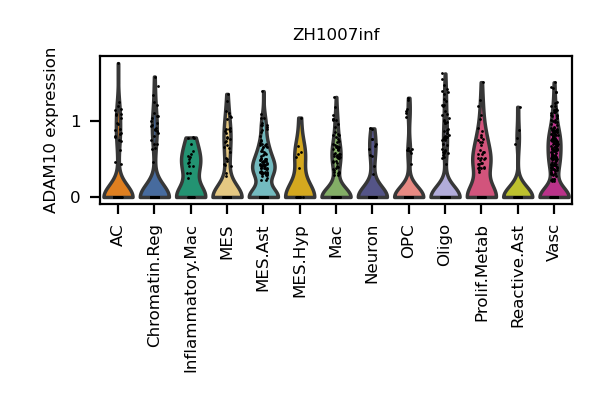 ZH1007inf
ADAM10 expression
1
0
AC
Chromatin.Reg
Inflammatory.Mac
MES
MES.Ast
MES.Hyp
Mac
Neuron
OPC
Oligo
Prolif.Metab
Reactive.Ast
Vasc